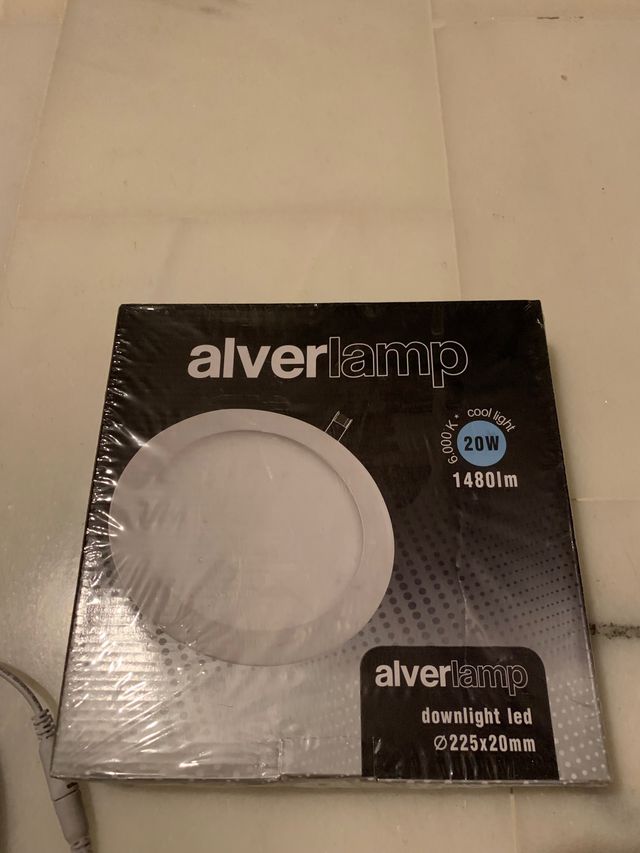 alverlamp
6.000 K * cool light
20W
1480lm
alverlamp
downlight led
Ø225x20mm